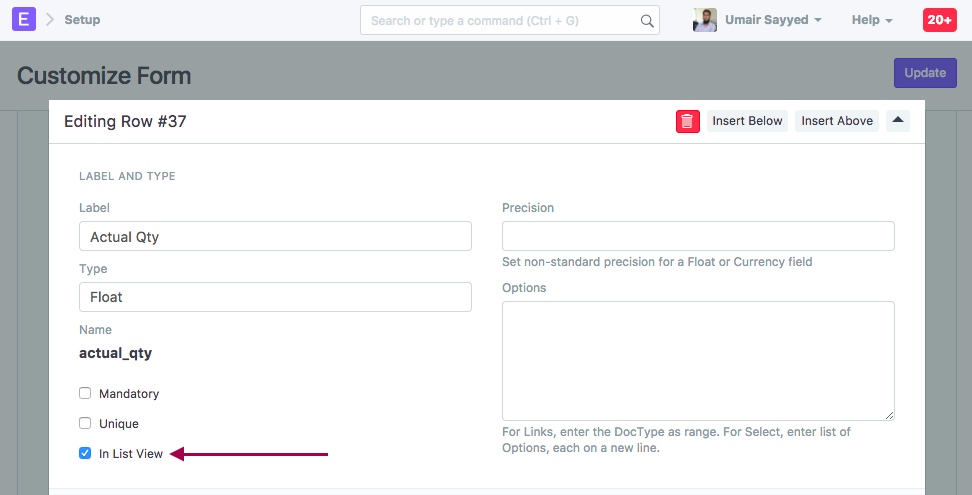 E Setup Search or type a command (Ctrl + G) Umair Sayyed Help 20+
Customize Form Update
Editing Row #37 Insert Below Insert Above
LABEL AND TYPE
Label
Actual Qty
Type
Float
Name
actual_qty
Mandatory
Unique
In List View
Precision
Set non-standard precision for a Float or Currency field
Options
For Links, enter the DocType as range. For Select, enter list of
Options, each on a new line.